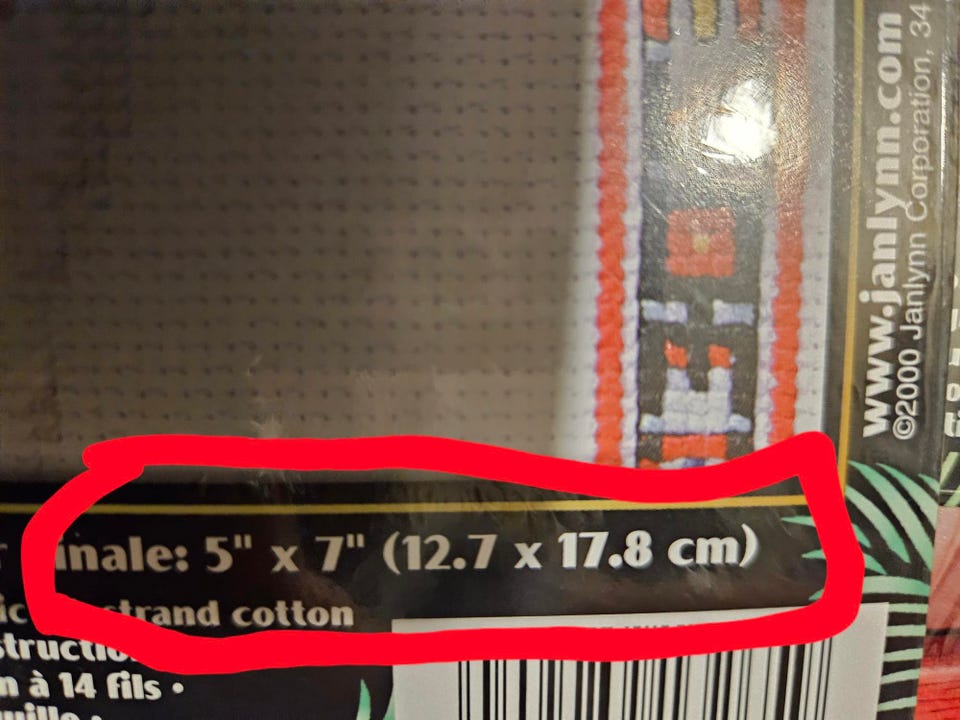 www.janlynn.com
©2000 Janlynn Corporation, 34
inale: 5" x 7" (12.7 x 17.8 cm)
strand cotton
structio
n à 14 fils •
uille •